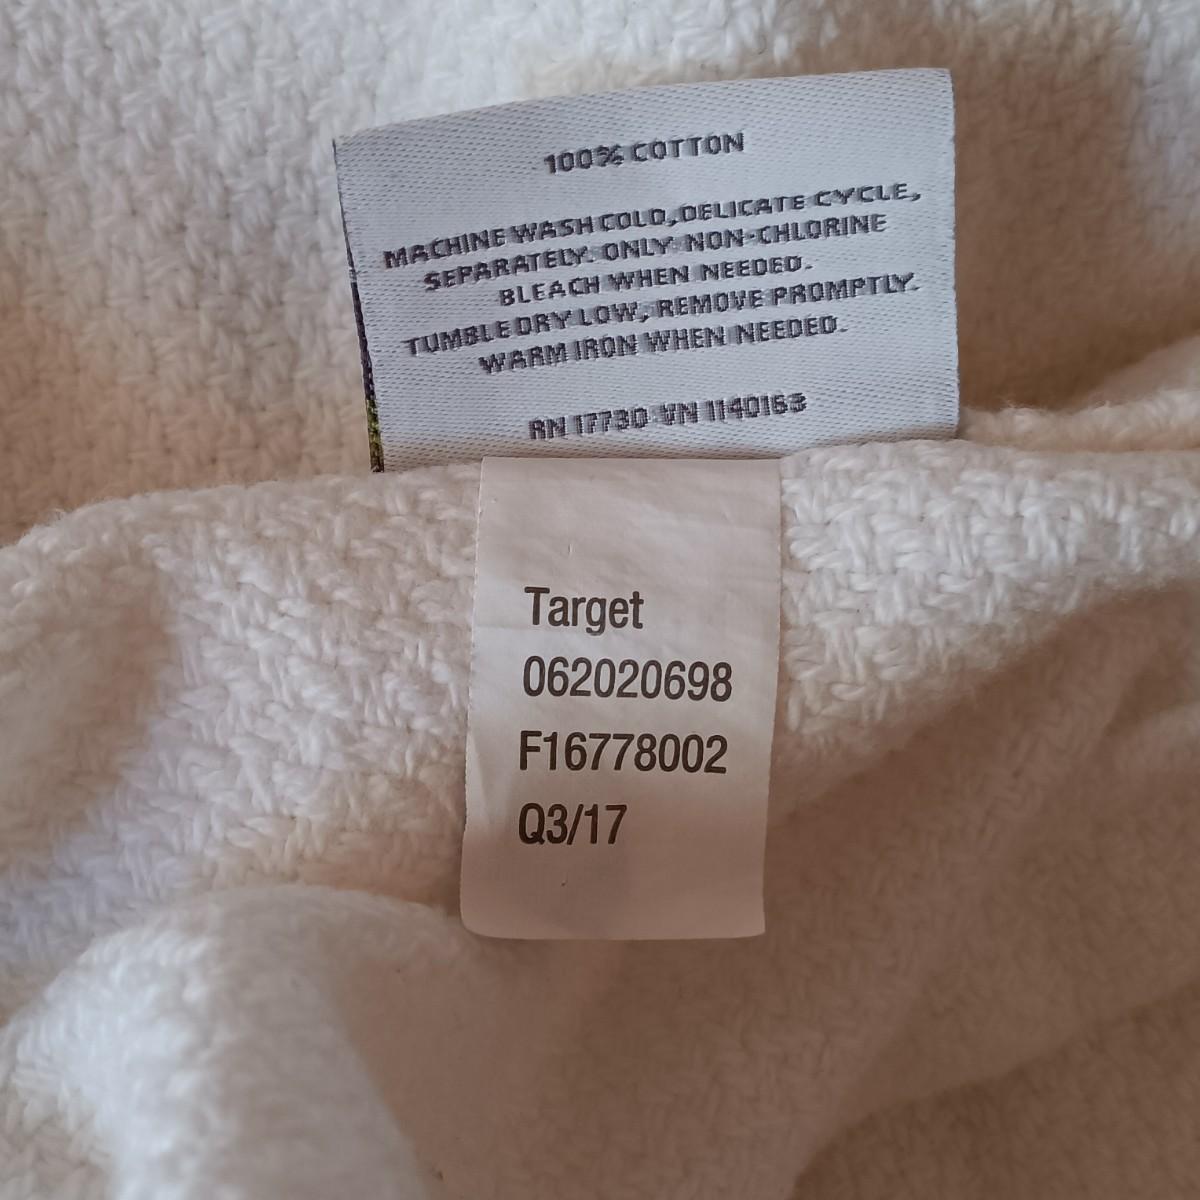 100% COTTON
MACHINE WASH COLD, DELICATE CYCLE,
SEPARATELY. ONLY NON-CHLORINE
BLEACH WHEN NEEDED.
TUMBLE DRY LOW, REMOVE PROMPTLY.
WARM IRON WHEN NEEDED.
RN 17730 VN 1140163
Target
062020698
F16778002
Q3/17